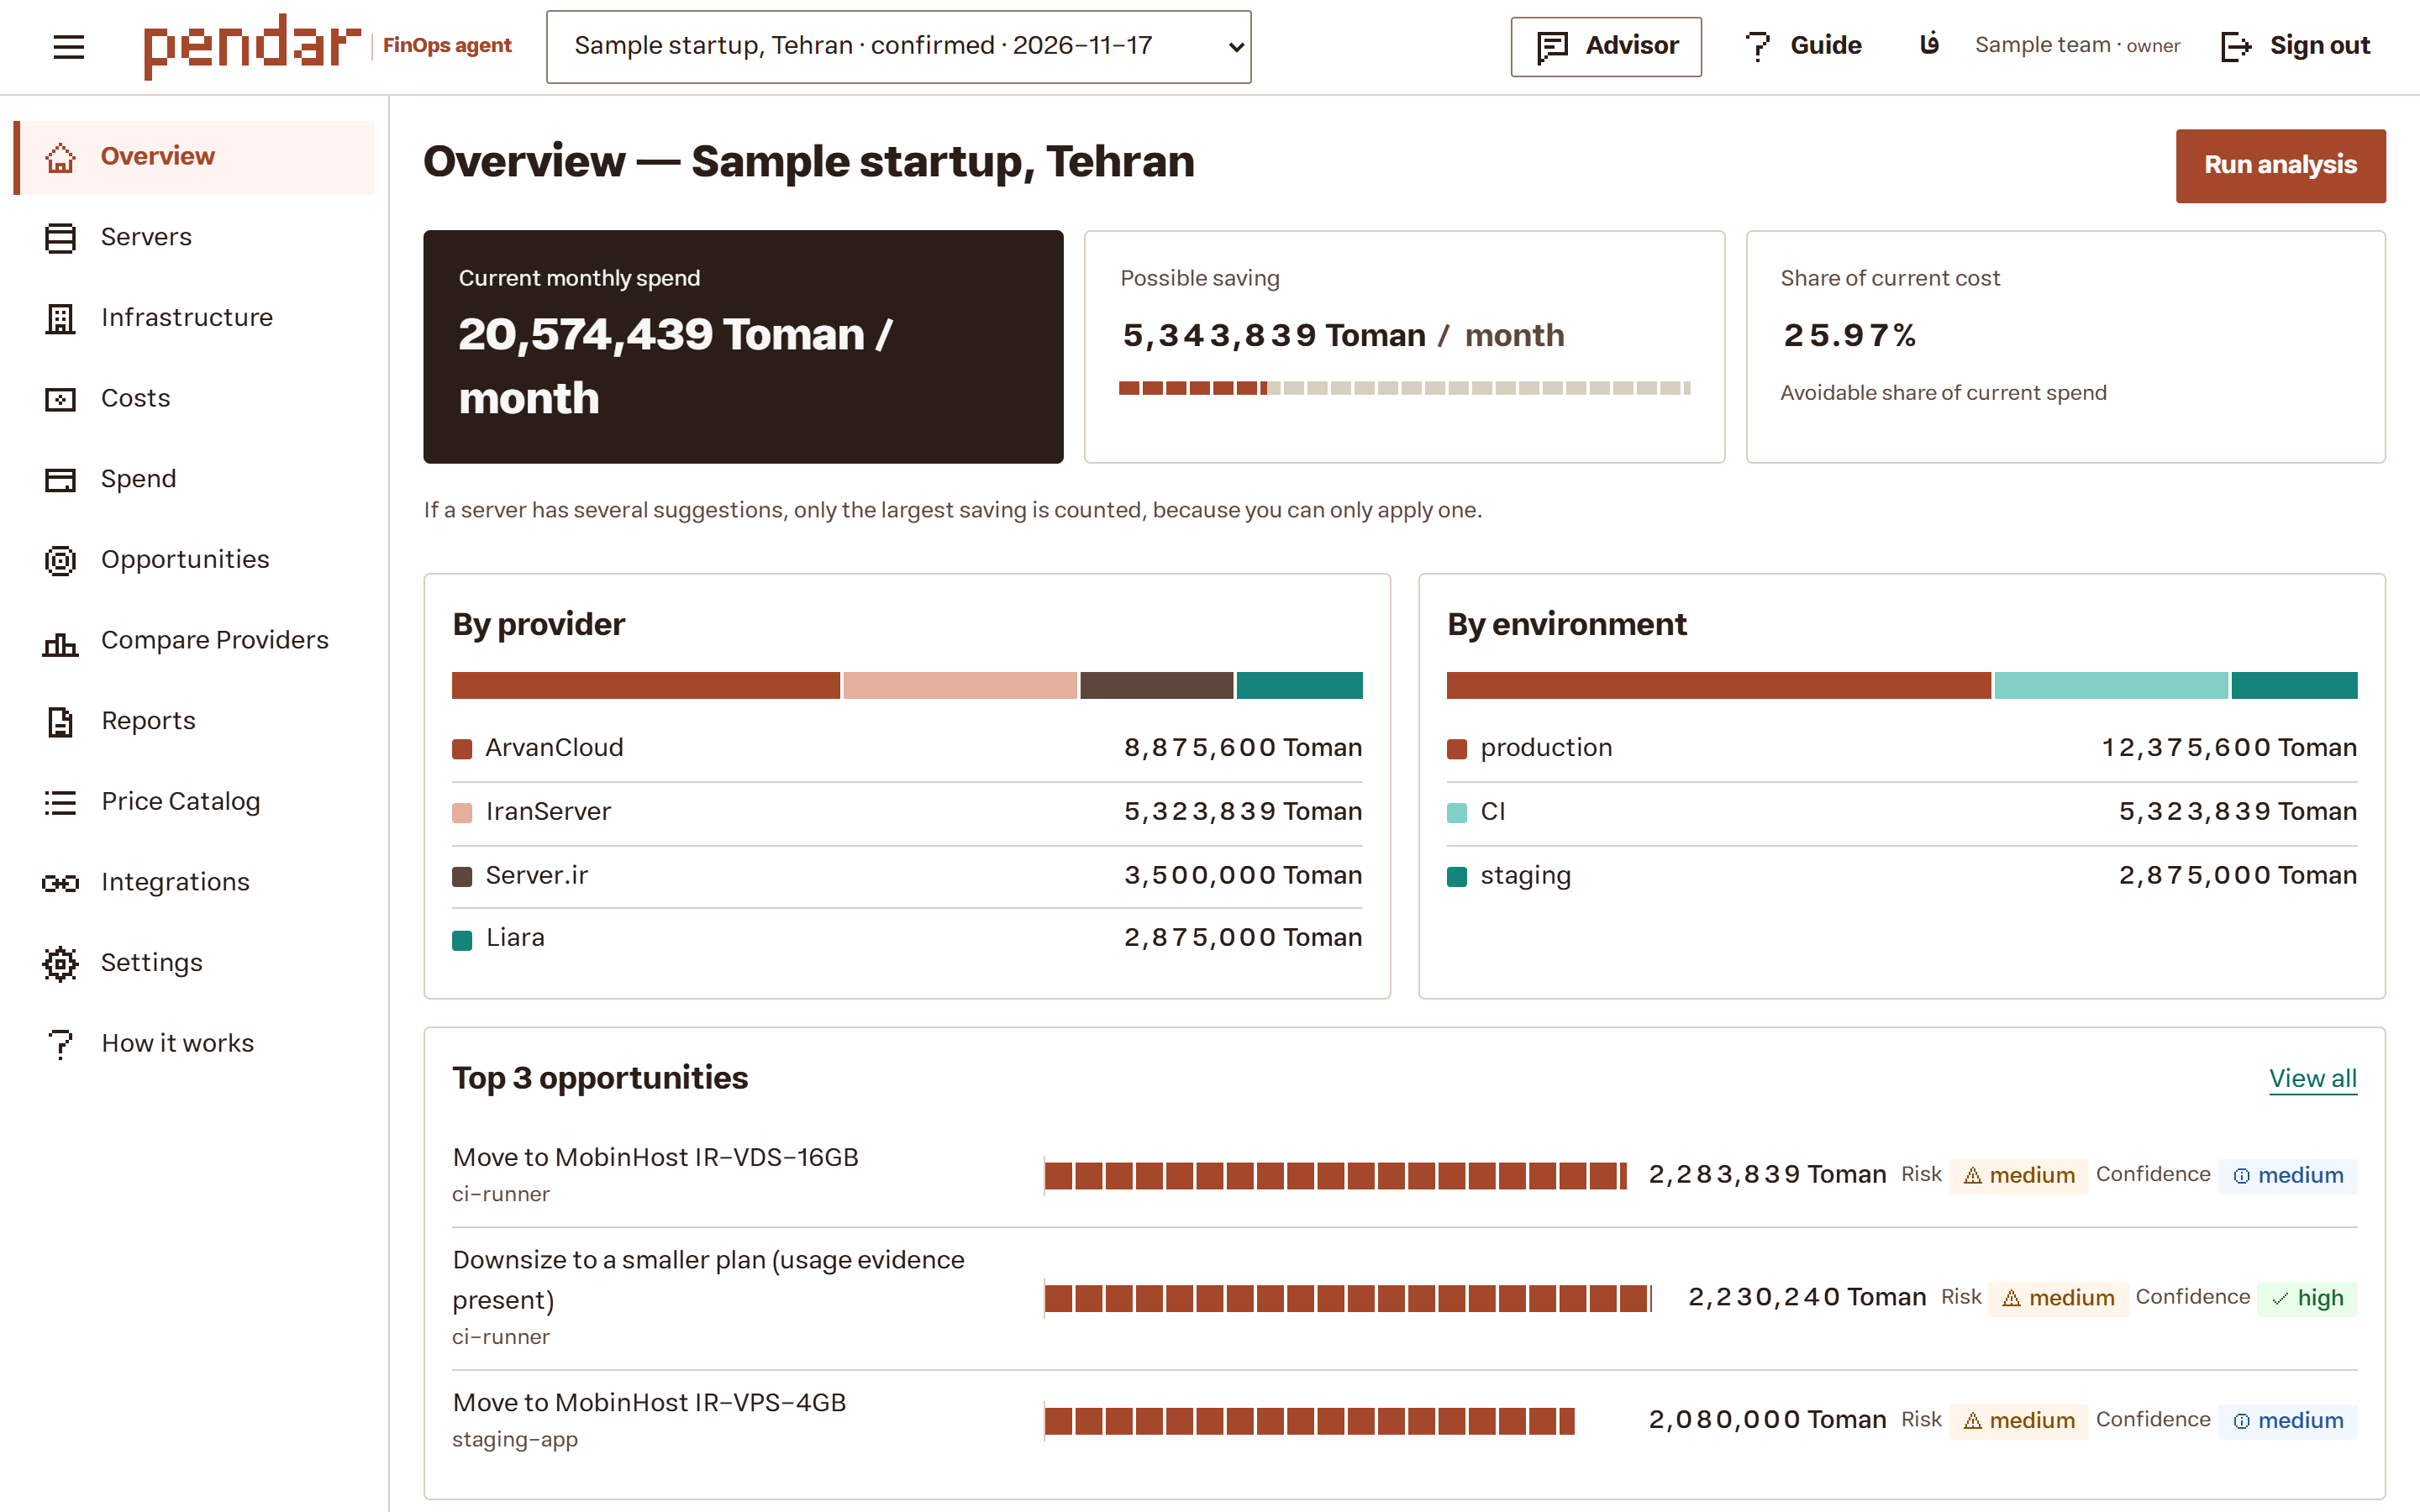 pendar FinOps agent Sample startup, Tehran · confirmed · 2026-11-17 Advisor Guide فا Sample team · owner Sign out
Overview
Servers
Infrastructure
Costs
Spend
Opportunities
Compare Providers
Reports
Price Catalog
Integrations
Settings
How it works
Overview — Sample startup, Tehran
Run analysis
Current monthly spend
20,574,439 Toman /
month
Possible saving
5,343,839 Toman / month
Share of current cost
25.97%
Avoidable share of current spend
If a server has several suggestions, only the largest saving is counted, because you can only apply one.
By provider
ArvanCloud 8,875,600 Toman
IranServer 5,323,839 Toman
Server.ir 3,500,000 Toman
Liara 2,875,000 Toman
By environment
production 12,375,600 Toman
CI 5,323,839 Toman
staging 2,875,000 Toman
Top 3 opportunities
View all
Move to MobinHost IR-VDS-16GB
ci-runner
2,283,839 Toman Risk medium Confidence medium
Downsize to a smaller plan (usage evidence
present)
ci-runner
2,230,240 Toman Risk medium Confidence high
Move to MobinHost IR-VPS-4GB
staging-app
2,080,000 Toman Risk medium Confidence medium